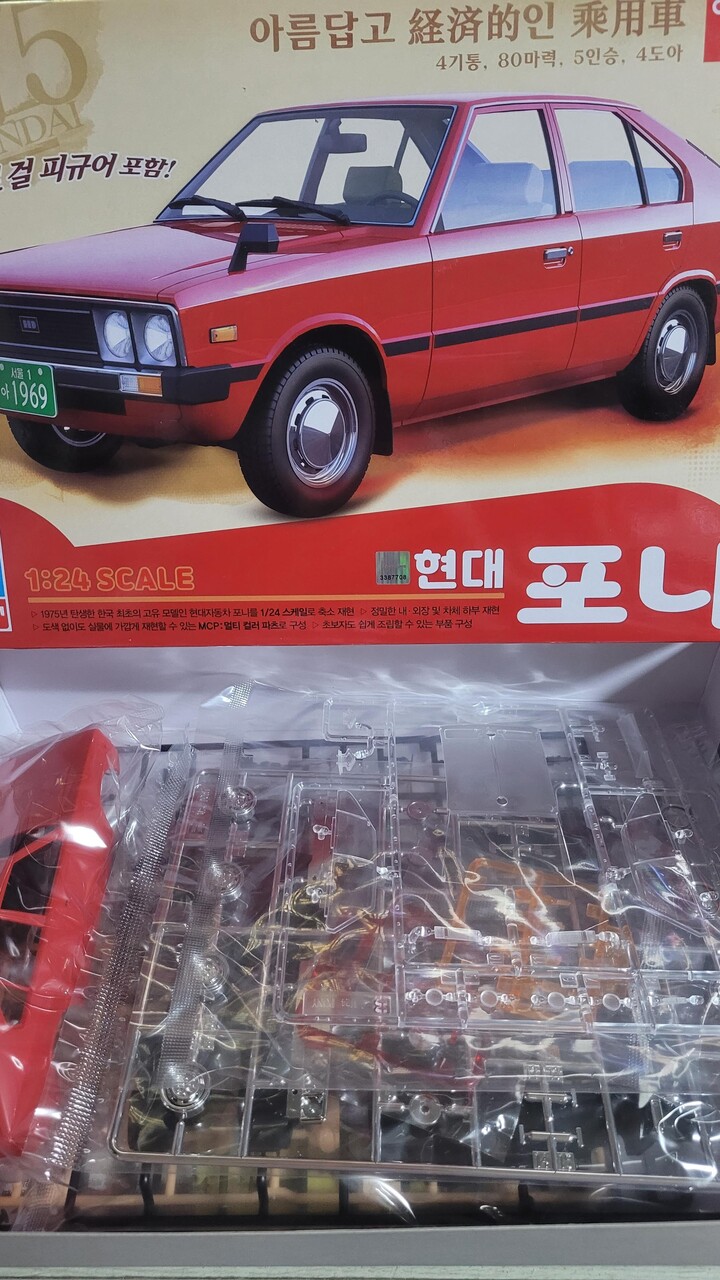 아름답고 経済的인 乘用車
4기통, 80마력, 5인승, 4도아
걸 피규어 포함!
서울 1
아 1969
1:24 SCALE
3387708
현대 포니
▷ 1975년 탄생한 한국 최초의 고유 모델인 현대자동차 포니를 1/24 스케일로 축소 재현 ▷ 정밀한 내·외장 및 차체 하부 재현
▷ 도색 없이도 실물에 가깝게 재현할 수 있는 MCP:멀티 컬러 파츠로 구성 ▷ 초보자도 쉽게 조립할 수 있는 부품 구성